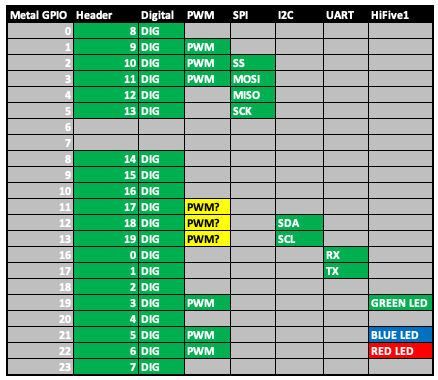 Metal GPIO Header Digital PWM SPI I2C UART HiFive1
0 8 DIG
1 9 DIG PWM
2 10 DIG PWM SS
3 11 DIG PWM MOSI
4 12 DIG MISO
5 13 DIG SCK
6
7
8 14 DIG
9 15 DIG
10 16 DIG
11 17 DIG PWM?
12 18 DIG PWM? SDA
13 19 DIG PWM? SCL
16 0 DIG RX
17 1 DIG TX
18 2 DIG
19 3 DIG PWM GREEN LED
20 4 DIG
21 5 DIG PWM BLUE LED
22 6 DIG PWM RED LED
23 7 DIG